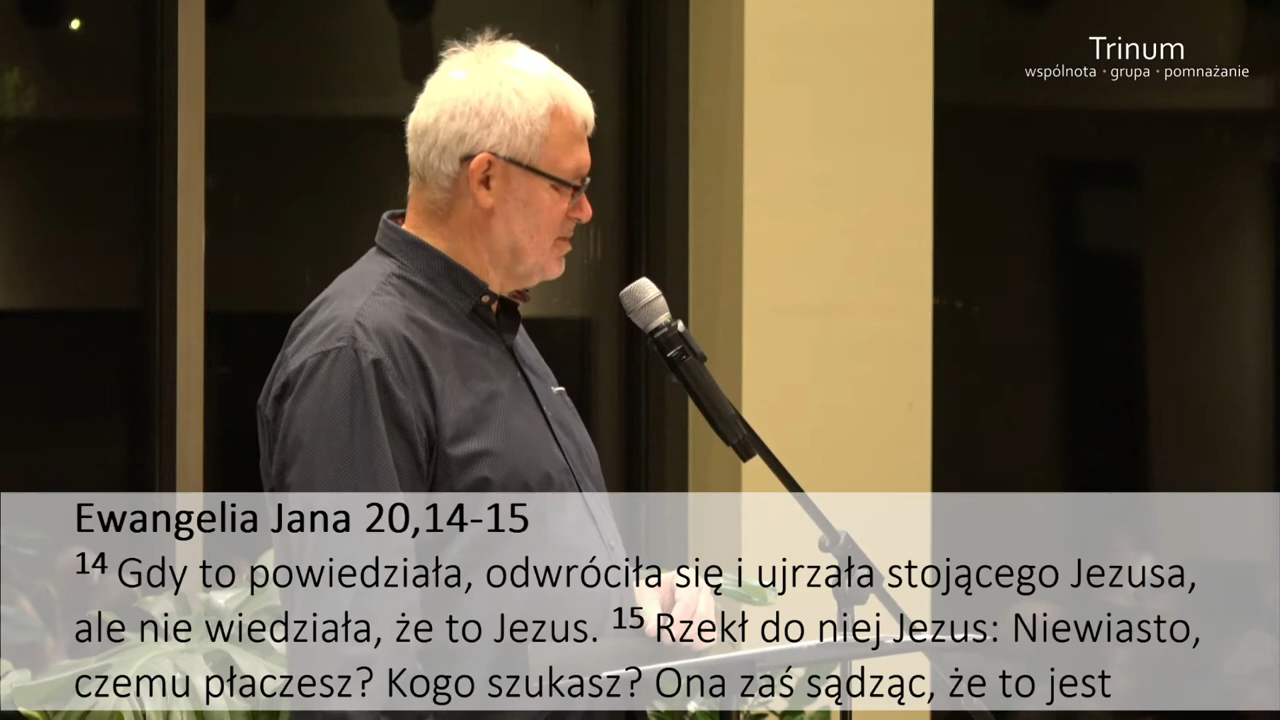 Trinum
wspólnota · grupa · pomnażanie
Ewangelia Jana 20,14-15
14 Gdy to powiedziała, odwróciła się i ujrzała stojącego Jezusa,
ale nie wiedziała, że to Jezus. 15 Rzekł do niej Jezus: Niewiasto,
czemu płaczesz? Kogo szukasz? Ona zaś sądząc, że to jest